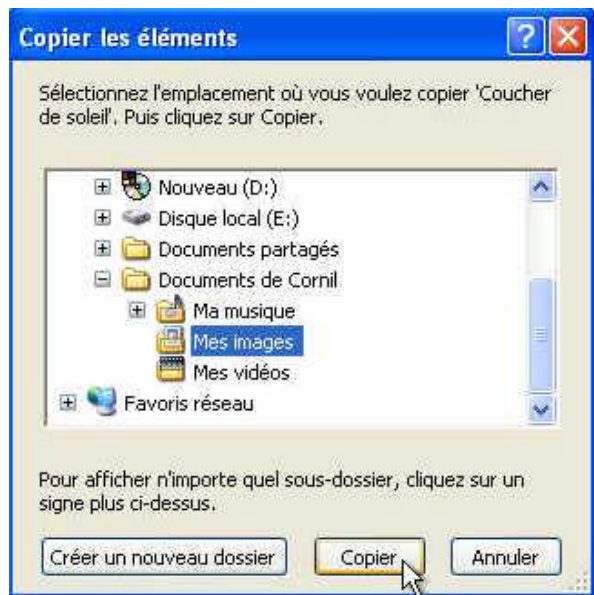 Copier les éléments
Sélectionnez l'emplacement où vous voulez copier 'Coucher
de soleil'. Puis cliquez sur Copier.
Nouveau (D:)
Disque local (E:)
Documents partagés
Documents de Cornil
Ma musique
Mes images
Mes vidéos
Favoris réseau
Pour afficher n'importe quel sous-dossier, cliquez sur un
signe plus ci-dessus.
Créer un nouveau dossier Copier Annuler